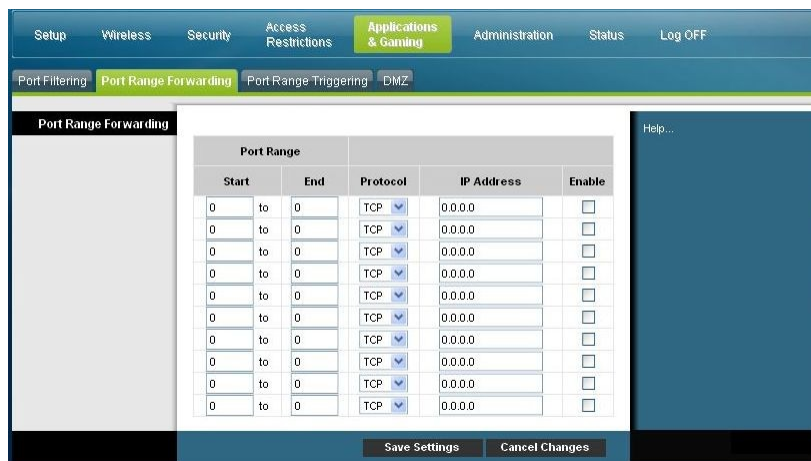 Setup Wireless Security Access Restrictions Applications & Gaming Administration Status Log OFF
Port Filtering Port Range Forwarding Port Range Triggering DMZ
Port Range Forwarding
Help...
Port Range
Start End Protocol IP Address Enable
0 to 0 TCP 0.0.0.0
0 to 0 TCP 0.0.0.0
0 to 0 TCP 0.0.0.0
0 to 0 TCP 0.0.0.0
0 to 0 TCP 0.0.0.0
0 to 0 TCP 0.0.0.0
0 to 0 TCP 0.0.0.0
0 to 0 TCP 0.0.0.0
0 to 0 TCP 0.0.0.0
0 to 0 TCP 0.0.0.0
Save Settings Cancel Changes